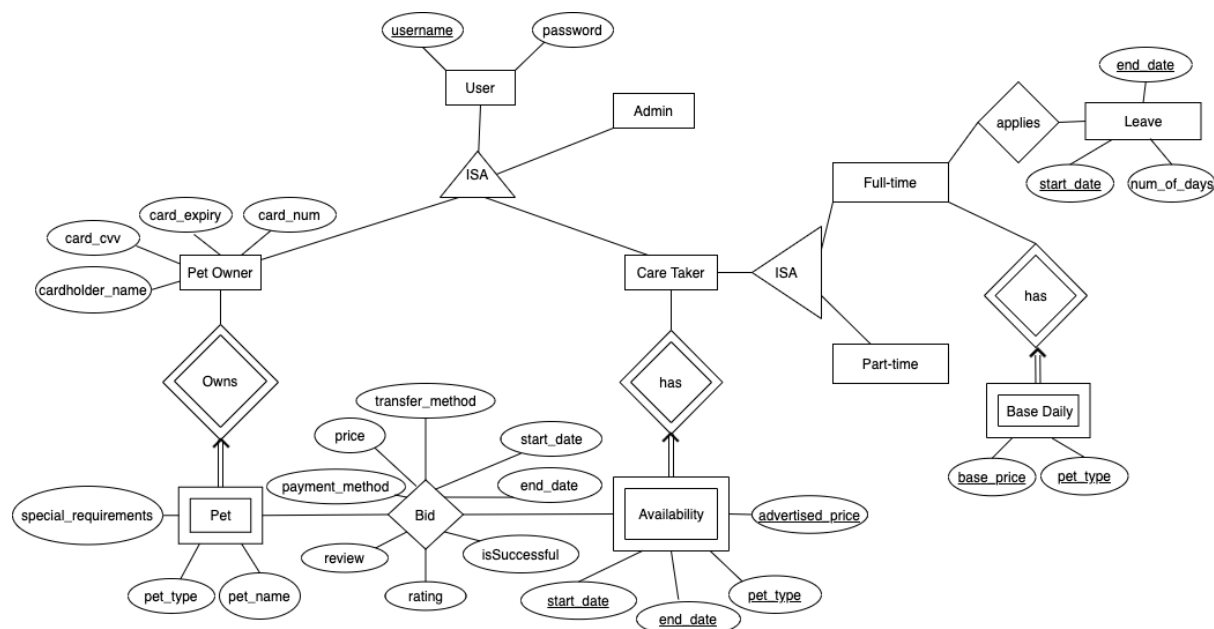 username
password
User
Admin
ISA
end_date
applies
Leave
start_date
num_of_days
Full-time
card_expiry
card_num
card_cvv
Pet Owner
cardholder_name
Care Taker
ISA
has
Part-time
Owns
has
transfer_method
price
start_date
payment_method
end_date
Base Daily
base_price
pet_type
special_requirements
Pet
Bid
Availability
advertised_price
review
isSuccessful
pet_type
pet_name
rating
start_date
end_date
pet_type